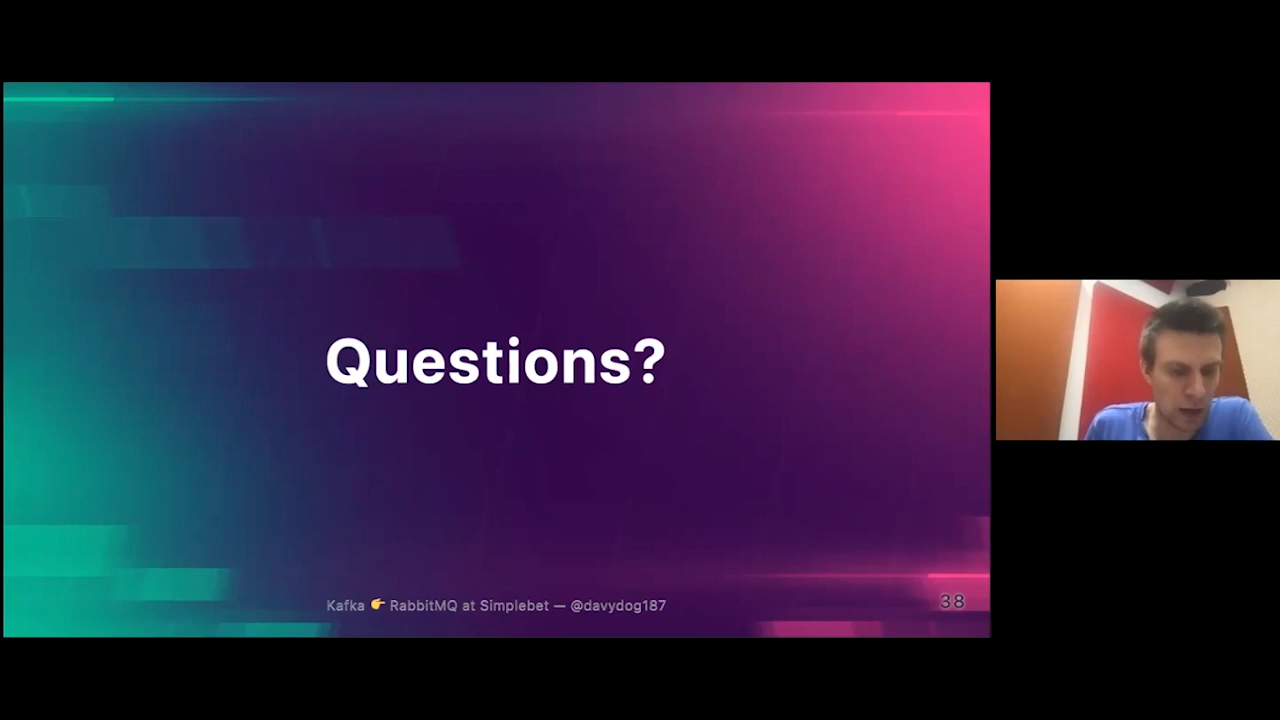 Questions?
Kafka 👉 RabbitMQ at Simplebet — @davydog187
38